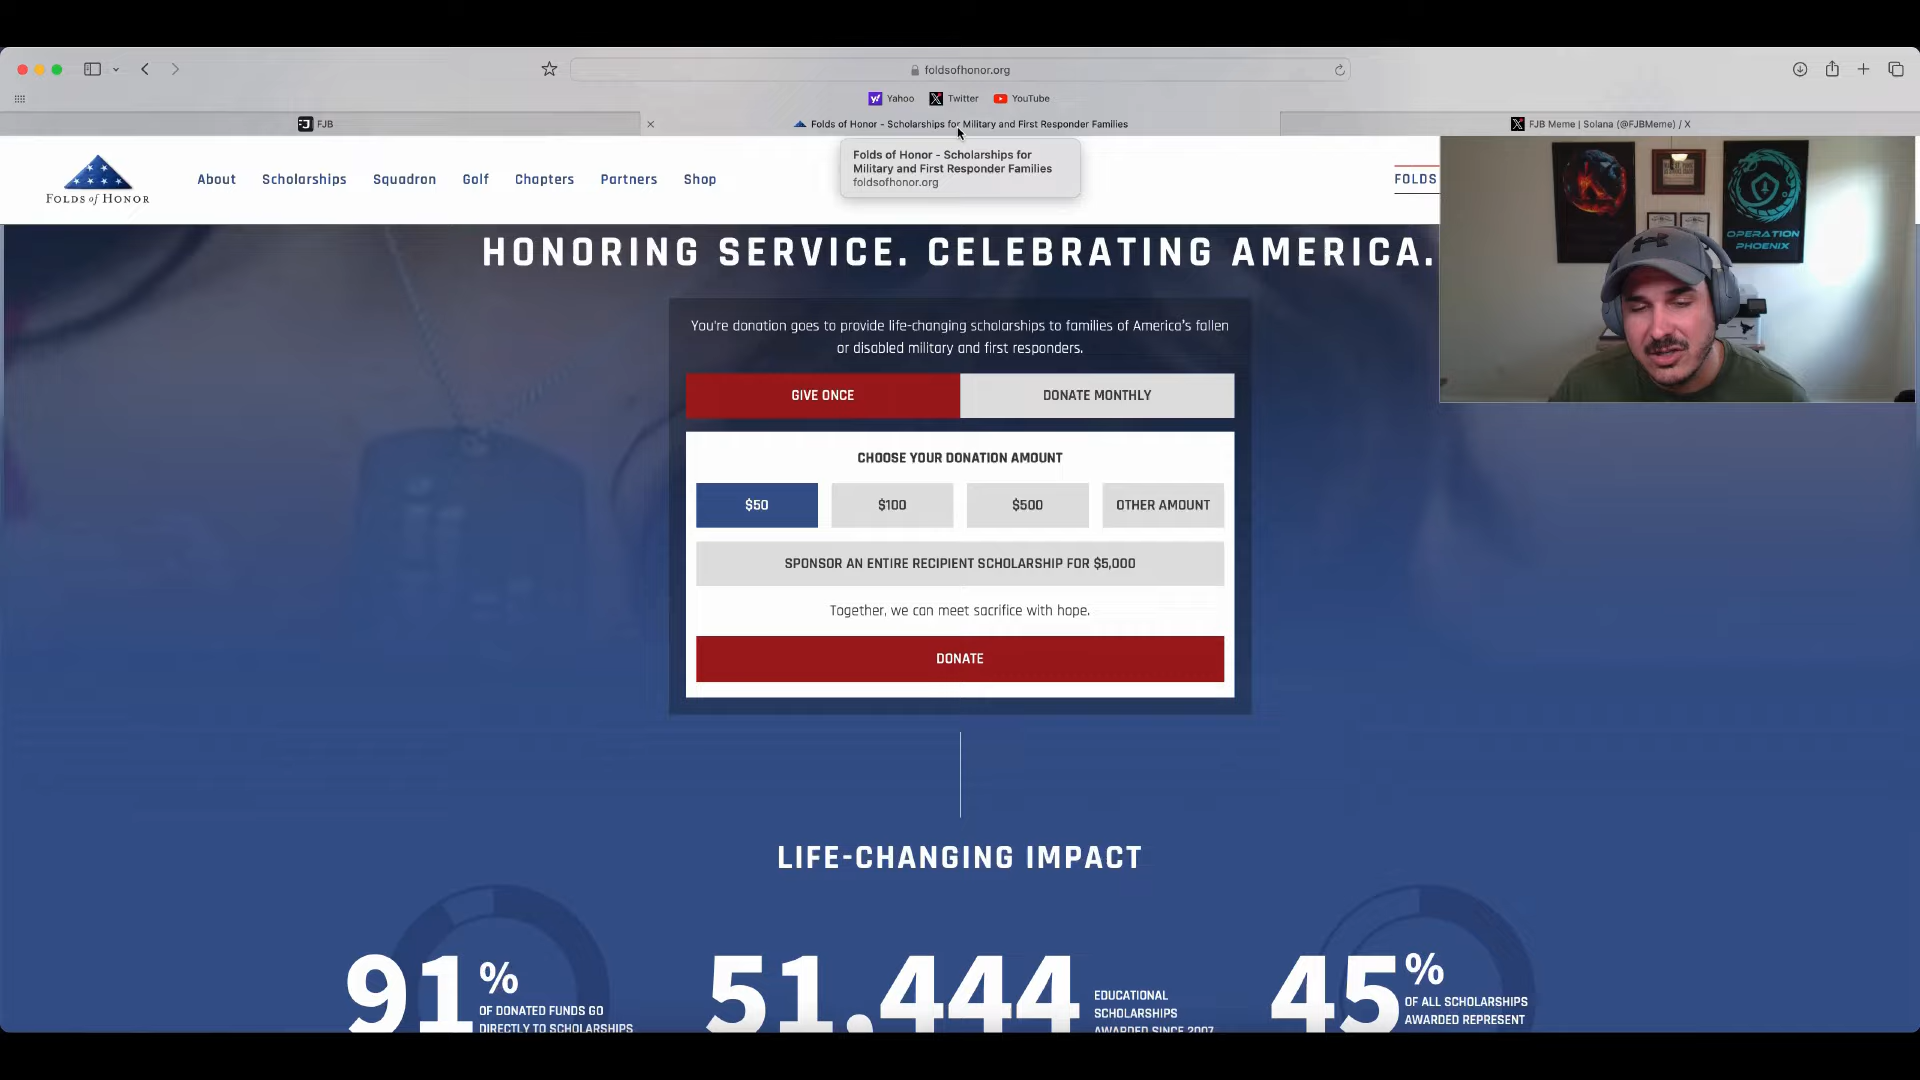 foldsofhonor.org
Yahoo
Twitter
YouTube
FJB
Folds of Honor - Scholarships for Military and First Responder Families
FJB Meme | Solana (@FJBMeme) / X
Folds of Honor - Scholarships for
Military and First Responder Families
foldsofhonor.org
FOLDS of HONOR
About
Scholarships
Squadron
Golf
Chapters
Partners
Shop
FOLDS
OPERATION
PHOENIX
HONORING SERVICE. CELEBRATING AMERICA.
You're donation goes to provide life-changing scholarships to families of America's fallen
or disabled military and first responders.
GIVE ONCE
DONATE MONTHLY
CHOOSE YOUR DONATION AMOUNT
$50
$100
$500
OTHER AMOUNT
SPONSOR AN ENTIRE RECIPIENT SCHOLARSHIP FOR $5,000
Together, we can meet sacrifice with hope.
DONATE
LIFE-CHANGING IMPACT
91%
OF DONATED FUNDS GO
DIRECTLY TO SCHOLARSHIPS
51,444
EDUCATIONAL
SCHOLARSHIPS
AWARDED SINCE 2007
45%
OF ALL SCHOLARSHIPS
AWARDED REPRESENT